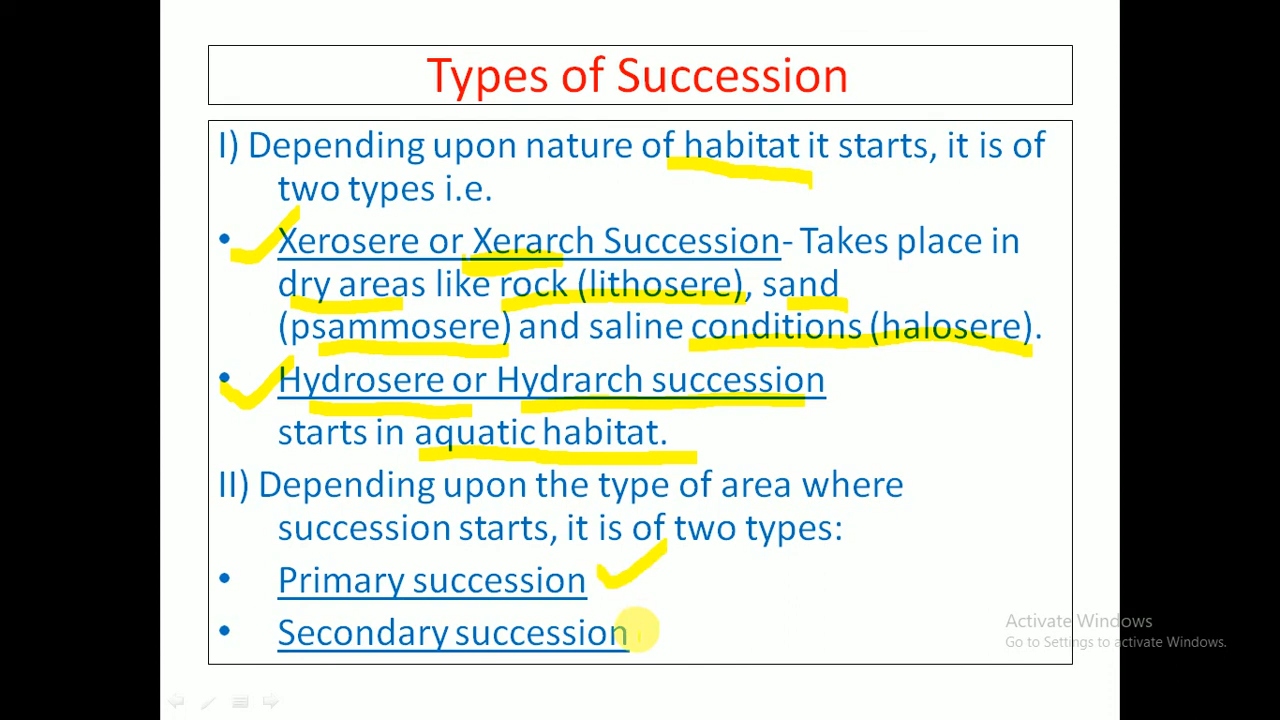 Types of Succession
I) Depending upon nature of habitat it starts, it is of
two types i.e.
• Xerosere or Xerarch Succession- Takes place in
dry areas like rock (lithosere), sand
(psammosere) and saline conditions (halosere).
• Hydrosere or Hydrarch succession
starts in aquatic habitat.
II) Depending upon the type of area where
succession starts, it is of two types:
• Primary succession
• Secondary succession
Activate Windows
Go to Settings to activate Windows.